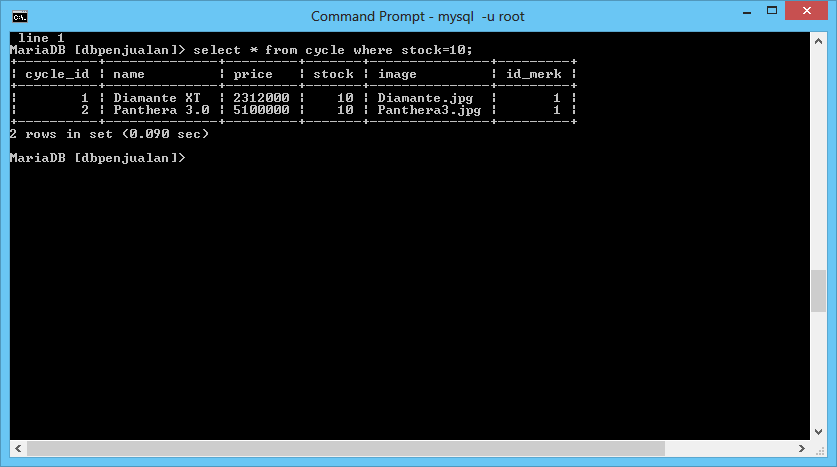 Command Prompt - mysql  -u root
 line 1
MariaDB [dbpenjualan]> select * from cycle where stock=10;
+----------+--------------+---------+-------+---------------+---------+
¦ cycle_id ¦ name         ¦ price   ¦ stock ¦ image         ¦ id_merk ¦
+----------+--------------+---------+-------+---------------+---------+
¦        1 ¦ Diamante XT  ¦ 2312000 ¦    10 ¦ Diamante.jpg  ¦       1 ¦
¦        2 ¦ Panthera 3.0 ¦ 5100000 ¦    10 ¦ Panthera3.jpg ¦       1 ¦
+----------+--------------+---------+-------+---------------+---------+
2 rows in set (0.090 sec)
MariaDB [dbpenjualan]>